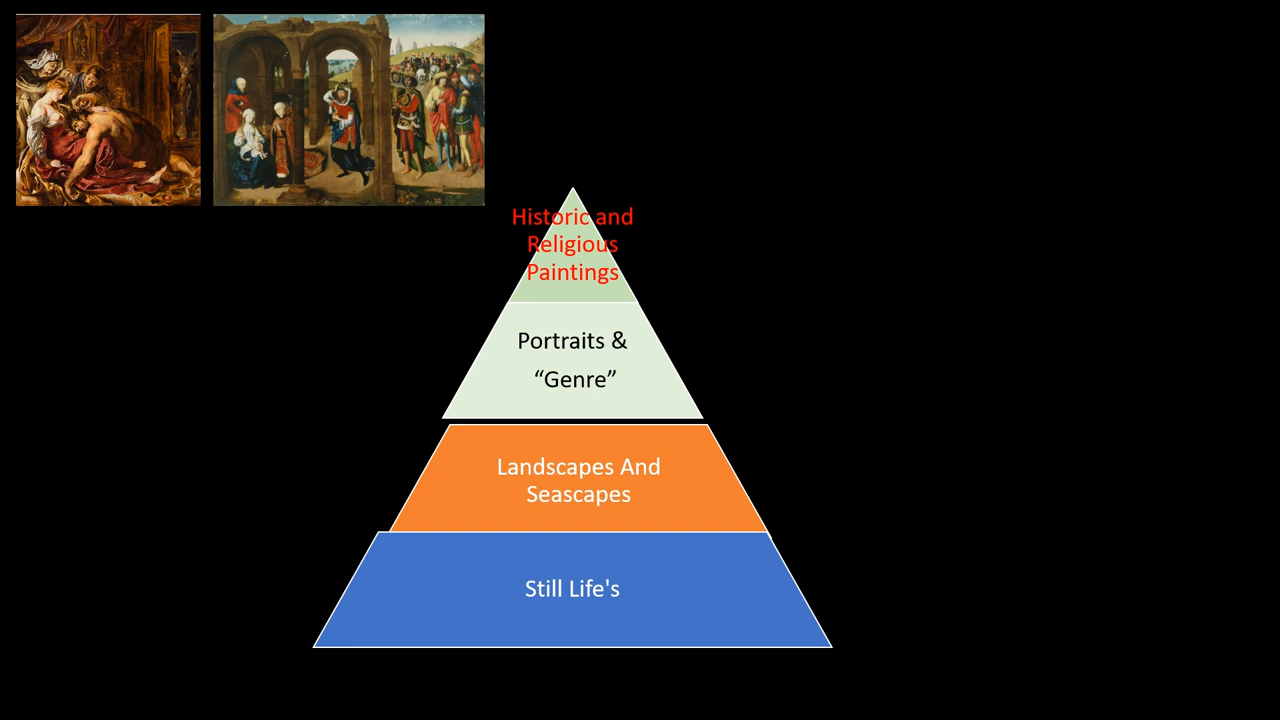 Historic and
Religious
Paintings
Portraits &
“Genre”
Landscapes And
Seascapes
Still Life's